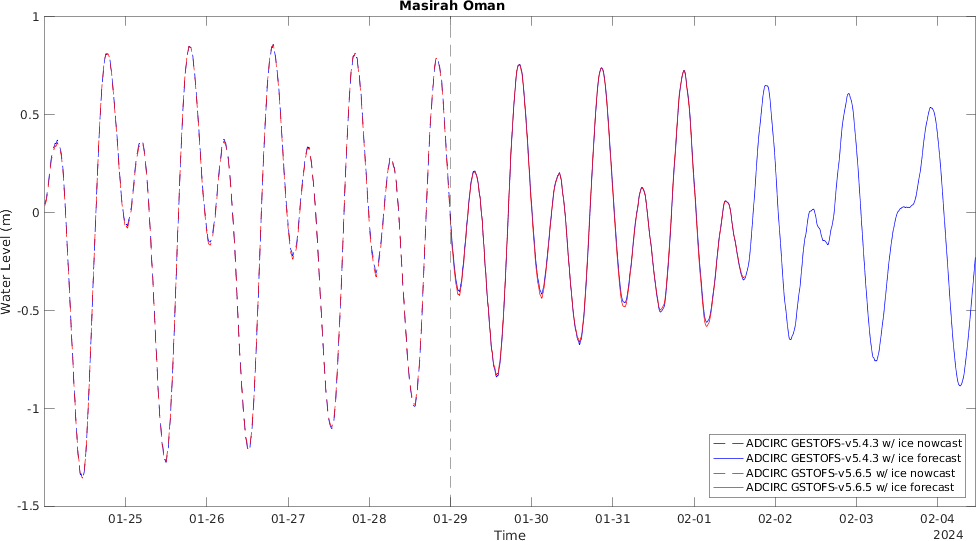 Masirah Oman
1
0.5
0
-0.5
-1
-1.5
Water Level (m)
01-25 01-26 01-27 01-28 01-29 01-30 01-31 02-01 02-02 02-03 02-04
Time
2024
ADCIRC GESTOFS-v5.4.3 w/ ice nowcast
ADCIRC GESTOFS-v5.4.3 w/ ice forecast
ADCIRC GSTOFS-v5.6.5 w/ ice nowcast
ADCIRC GSTOFS-v5.6.5 w/ ice forecast